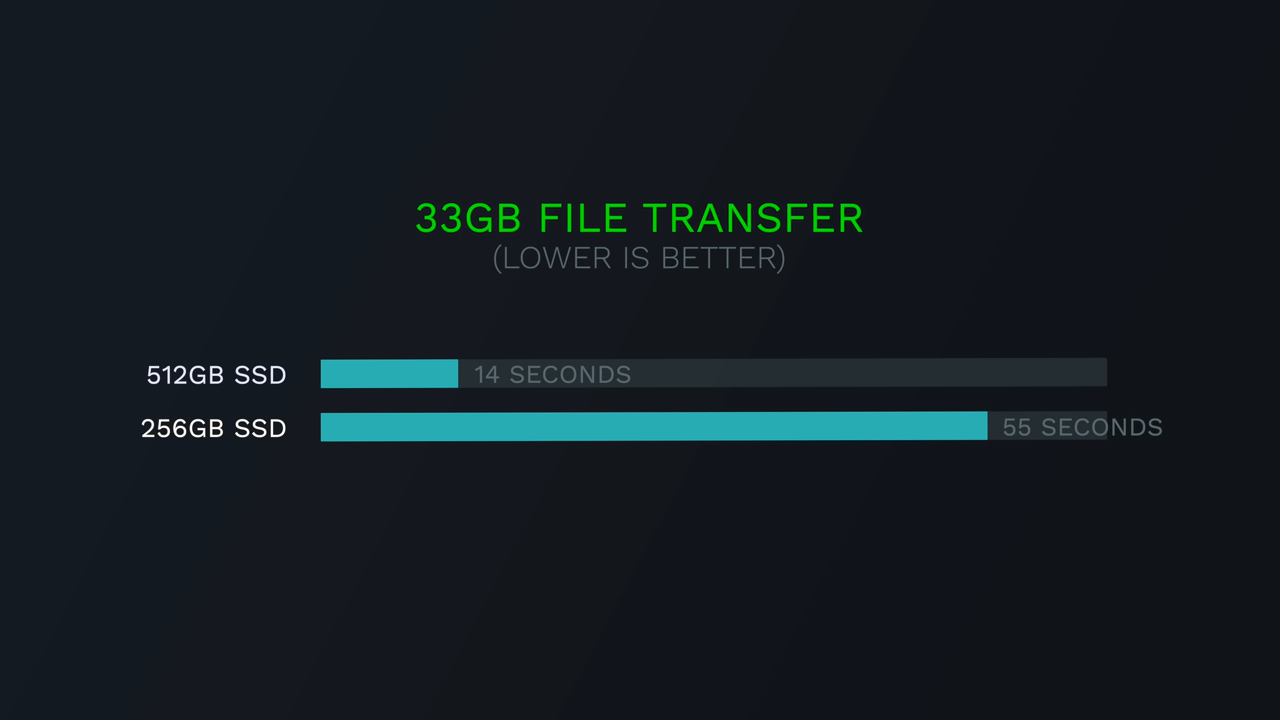 33GB FILE TRANSFER
(LOWER IS BETTER)
512GB SSD 14 SECONDS
256GB SSD 55 SECONDS